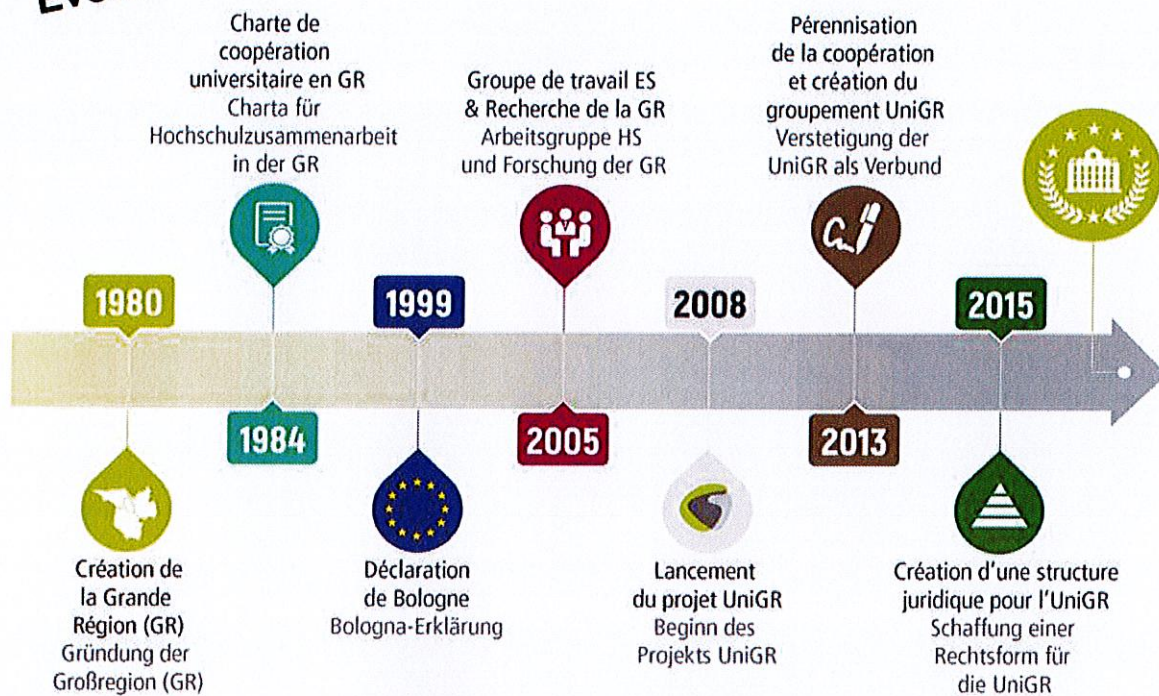 Charte de
coopération
universitaire en GR
Charta für
Hochschulzusammenarbeit
in der GR
Groupe de travail ES
& Recherche de la GR
Arbeitsgruppe HS
und Forschung der GR
Pérennisation
de la coopération
et création du
groupement UniGR
Verstetigung der
UniGR als Verbund
1980
1999
2008
2015
1984
2005
2013
Création de
la Grande
Région (GR)
Gründung der
Großregion (GR)
Déclaration
de Bologne
Bologna-Erklärung
Lancement
du projet UniGR
Beginn des
Projekts UniGR
Création d'une structure
juridique pour l'UniGR
Schaffung einer
Rechtsform für
die UniGR